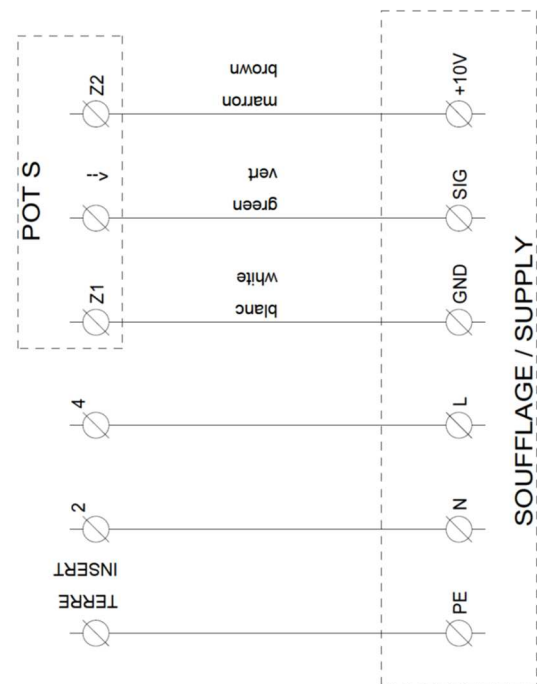 POT S
Z2
-->
Z1
4
2
INSERT
TERRE
brown
marron
vert
green
white
blanc
+10V
SIG
GND
L
N
PE
SOUFFLAGE / SUPPLY